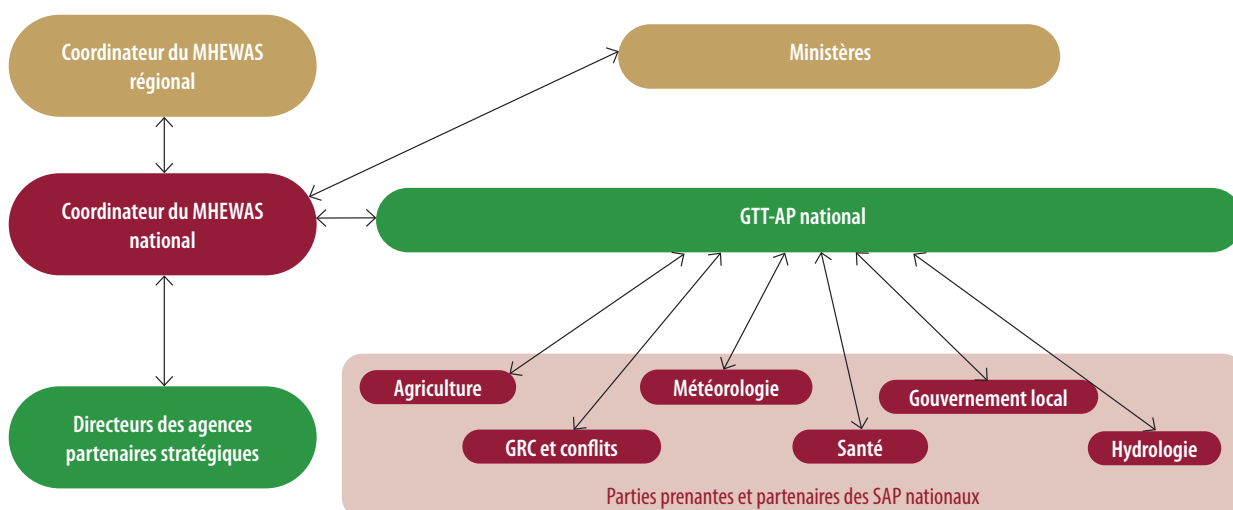 Coordinateur du MHEWAS
régional
Ministères
Coordinateur du MHEWAS
national
GTT-AP national
Directeurs des agences
partenaires stratégiques
Agriculture
Météorologie
Gouvernement local
GRC et conflits
Santé
Hydrologie
Parties prenantes et partenaires des SAP nationaux